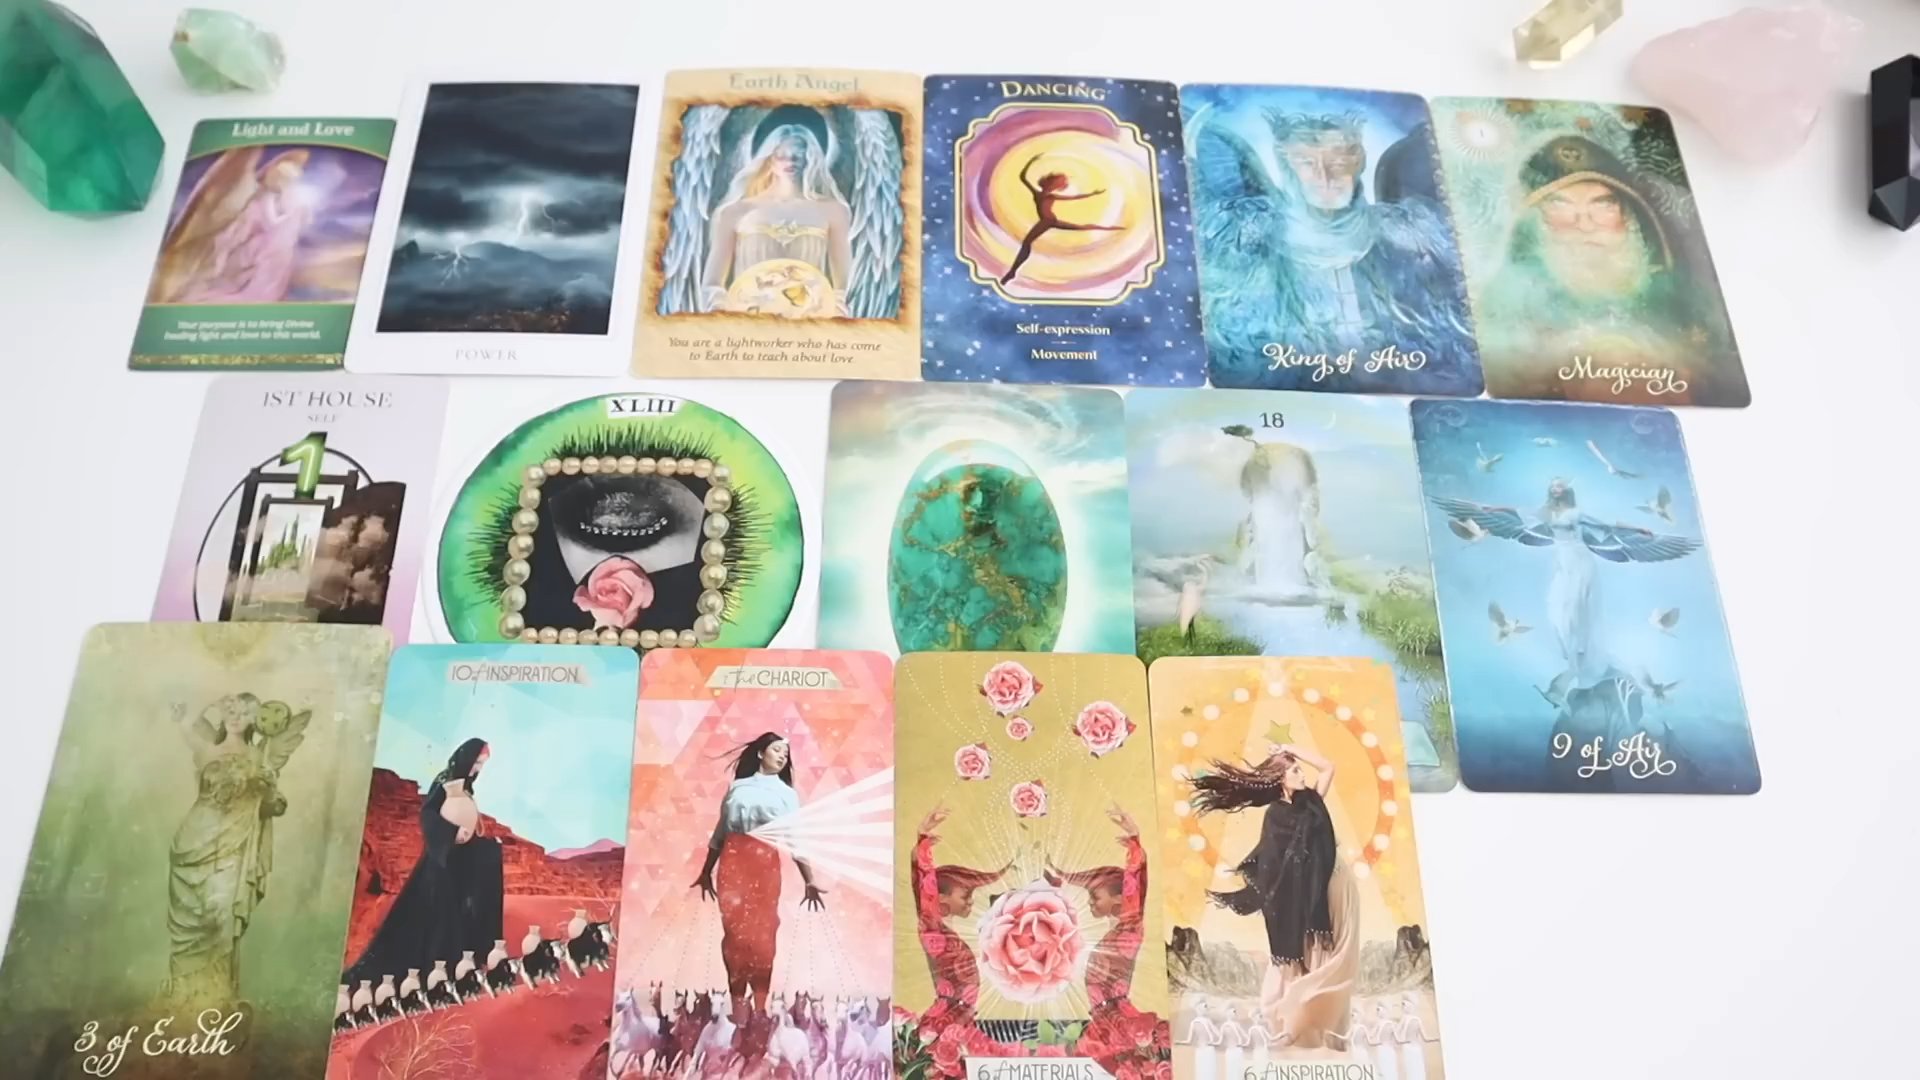 Light and Love
Your purpose is to bring Divine
healing light and love to this world.
POWER
Earth Angel
You are a lightworker who has come
to Earth to teach about love.
DANCING
Self-expression
Movement
King of Air
1
Magician
1ST HOUSE
SELF
1
XLIII
18
9 of Air
3 of Earth
10 of INSPIRATION
the CHARIOT
6 of MATERIALS
6 of INSPIRATION